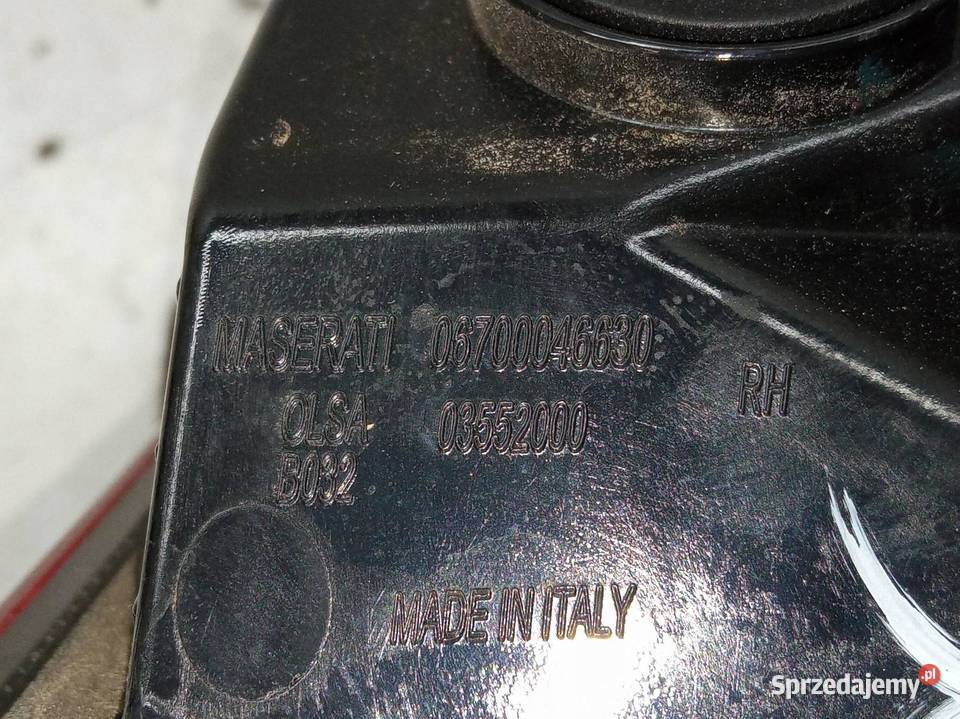 MASERATI 06700046630
RH
OLSA 03552000
B032
MADE IN ITALY
Sprzedajemy.pl